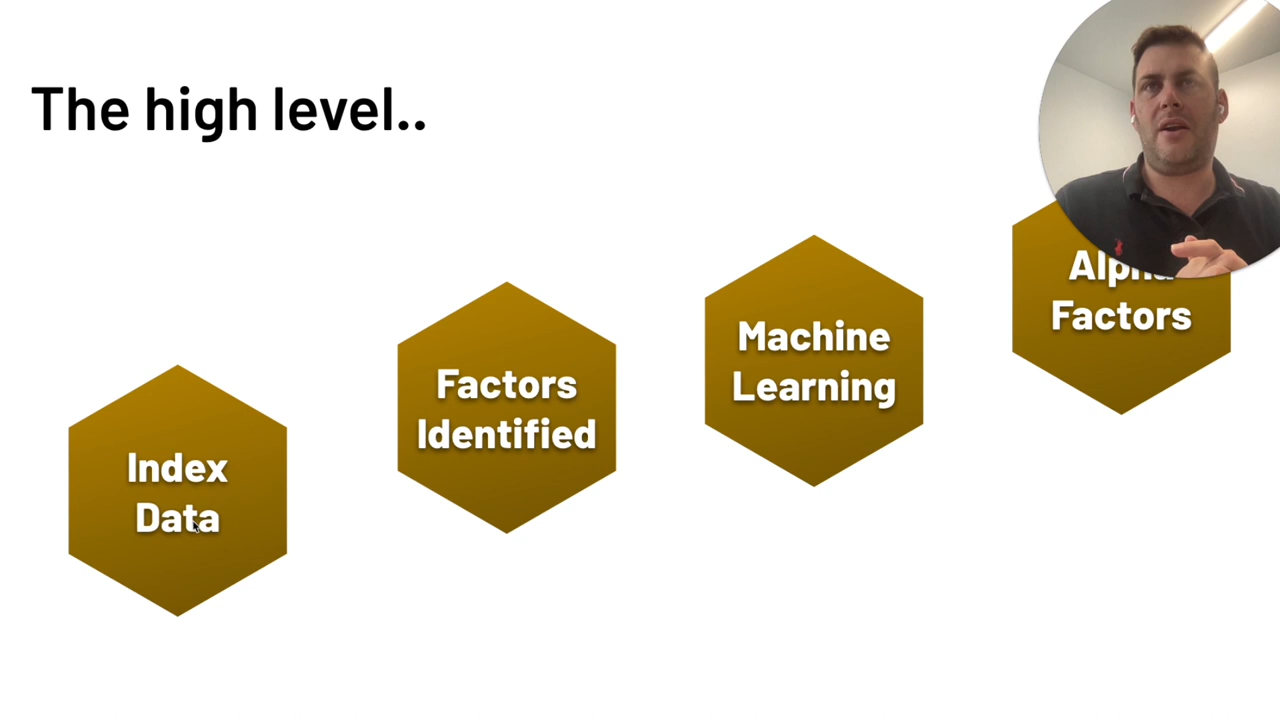 The high level..
Index
Data
Factors
Identified
Machine
Learning
Factors